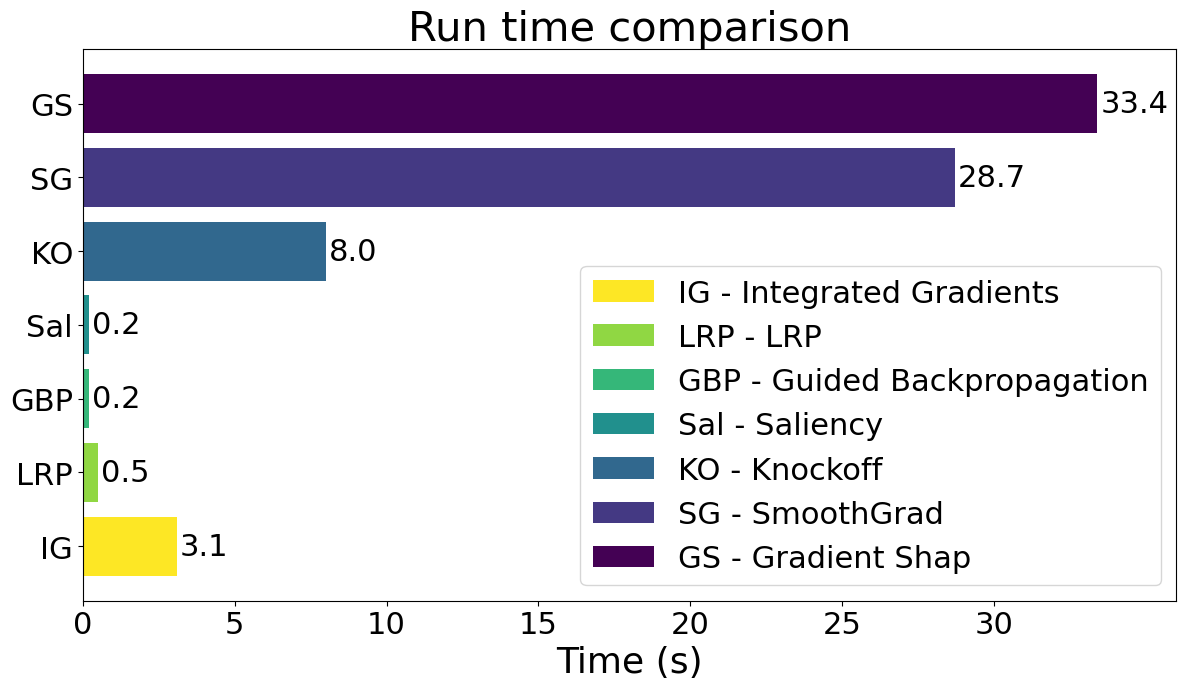 Run time comparison
GS
33.4
SG
28.7
KO
8.0
Sal
0.2
GBP
0.2
LRP
0.5
IG
3.1
IG - Integrated Gradients
LRP - LRP
GBP - Guided Backpropagation
Sal - Saliency
KO - Knockoff
SG - SmoothGrad
GS - Gradient Shap
0 5 10 15 20 25 30
Time (s)